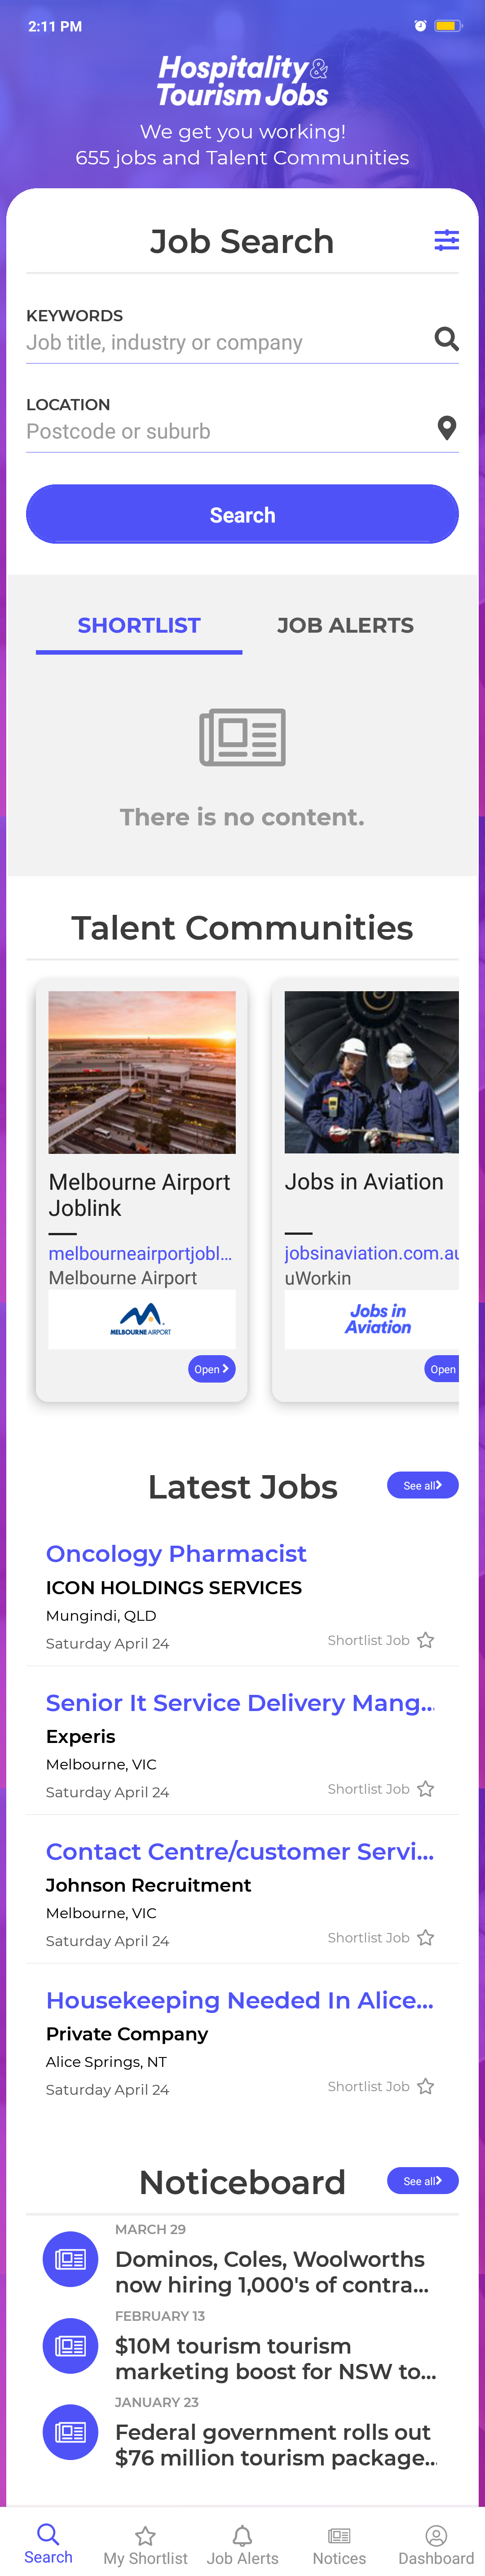 2:11 PM
Hospitality &
Tourism Jobs
We get you working!
655 jobs and Talent Communities
Job Search
KEYWORDS
Job title, industry or company
LOCATION
Postcode or suburb
Search
SHORTLIST
JOB ALERTS
There is no content.
Talent Communities
Melbourne Airport
Joblink
melbourneairportjobl...
Melbourne Airport
MELBOURNE AIRPORT
Open
Jobs in Aviation
jobsinaviation.com.au
uWorkin
Jobs in
Aviation
Open
Latest Jobs
See all
Oncology Pharmacist
ICON HOLDINGS SERVICES
Mungindi, QLD
Saturday April 24
Shortlist Job
Senior It Service Delivery Mang...
Experis
Melbourne, VIC
Saturday April 24
Shortlist Job
Contact Centre/customer Servi...
Johnson Recruitment
Melbourne, VIC
Saturday April 24
Shortlist Job
Housekeeping Needed In Alice...
Private Company
Alice Springs, NT
Saturday April 24
Shortlist Job
Noticeboard
See all
MARCH 29
Dominos, Coles, Woolworths
now hiring 1,000's of contra...
FEBRUARY 13
$10M tourism tourism
marketing boost for NSW to...
JANUARY 23
Federal government rolls out
$76 million tourism package...
Search
My Shortlist
Job Alerts
Notices
Dashboard